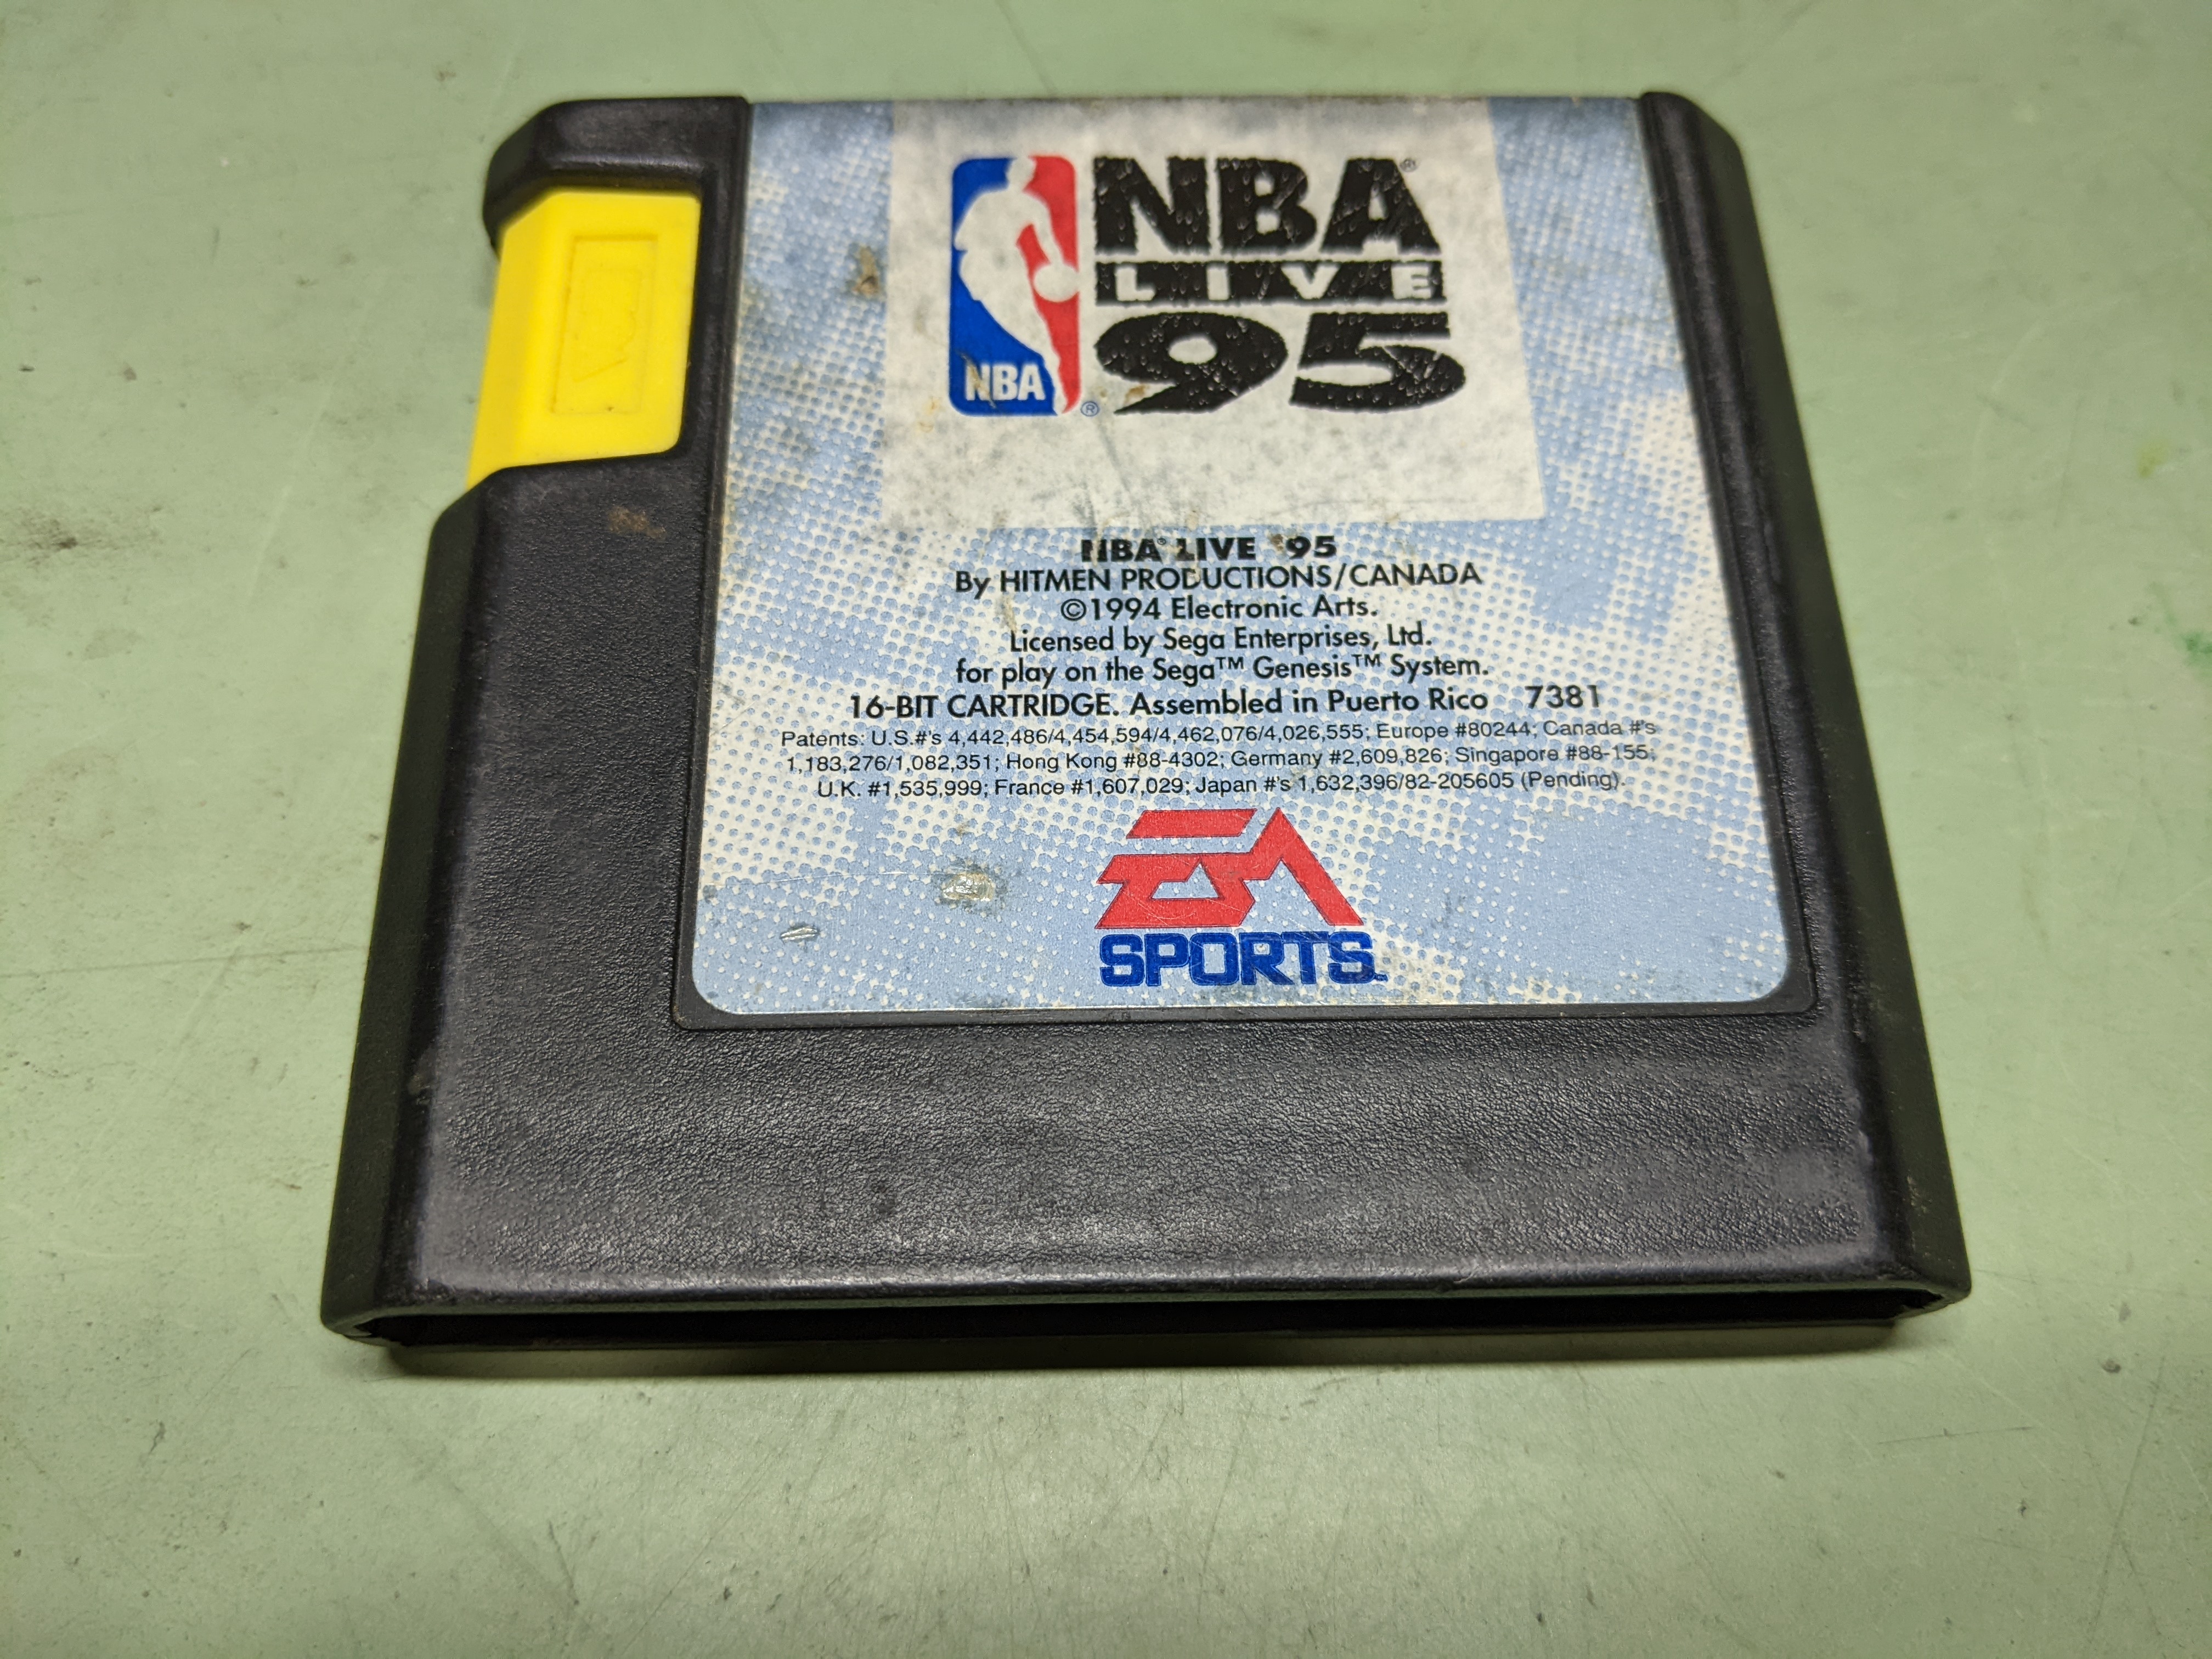 NBA
NBA®
LIVE
95
®
NBA® LIVE '95
By HITMEN PRODUCTIONS/CANADA
©1994 Electronic Arts.
Licensed by Sega Enterprises, Ltd.
for play on the Sega™ Genesis™ System.
16-BIT CARTRIDGE. Assembled in Puerto Rico 7381
Patents: U.S.#'s 4,442,486/4,454,594/4,462,076/4,026,555; Europe #80244; Canada #'s
1,183,276/1,082,351; Hong Kong #88-4302; Germany #2,609,826; Singapore #88-155;
U.K. #1,535,999; France #1,607,029; Japan #'s 1,632,396/82-205605 (Pending).
EA
SPORTS™